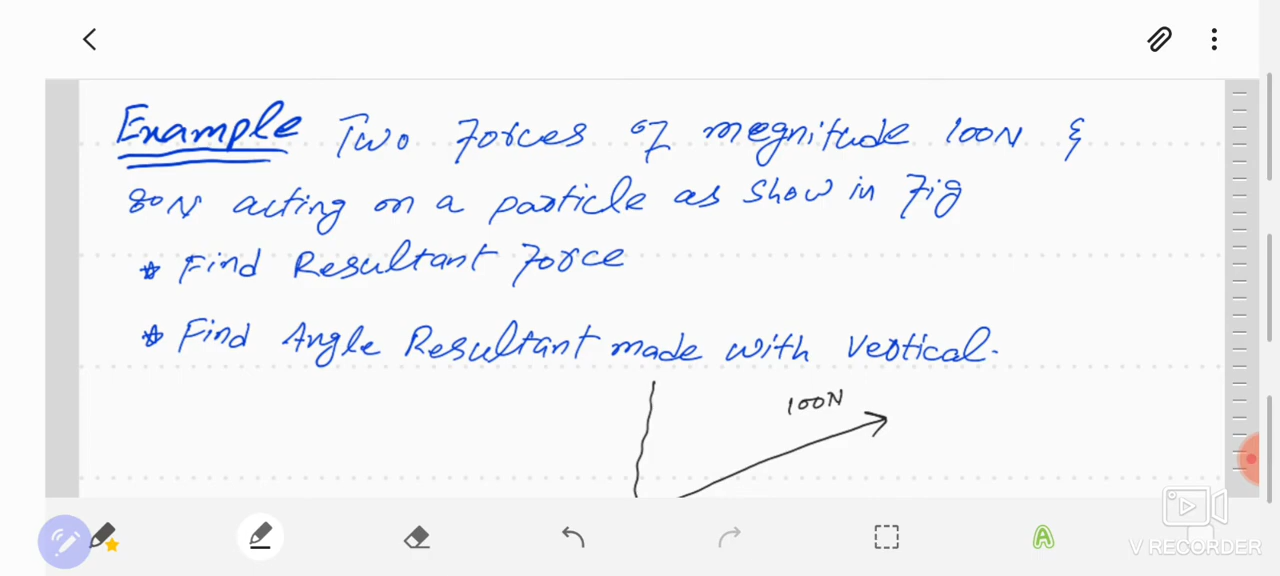 Example Two Forces of megnitude 100N &
80N acting on a particle as show in Fig
* Find Resultant Force
* Find Angle Resultant made with vertical.
100N
A
V RECORDER